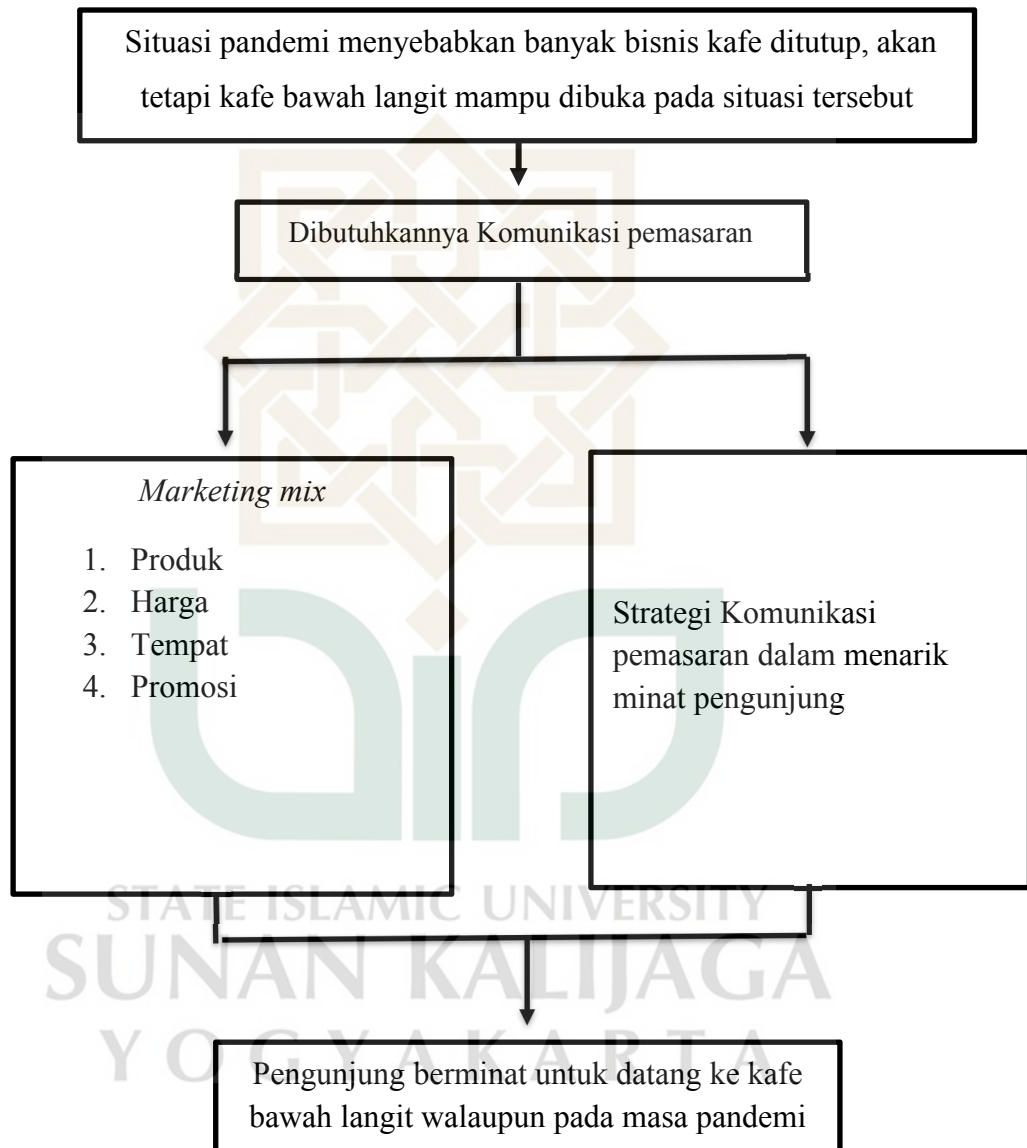 Situasi pandemi menyebabkan banyak bisnis kafe ditutup, akan
tetapi kafe bawah langit mampu dibuka pada situasi tersebut
Dibutuhkannya Komunikasi pemasaran
Marketing mix
1. Produk
2. Harga
3. Tempat
4. Promosi
Strategi Komunikasi
pemasaran dalam menarik
minat pengunjung
STATE ISLAMIC UNIVERSITY
SUNAN KALIJAGA
YOGYAKARTA
Pengunjung berminat untuk datang ke kafe
bawah langit walaupun pada masa pandemi